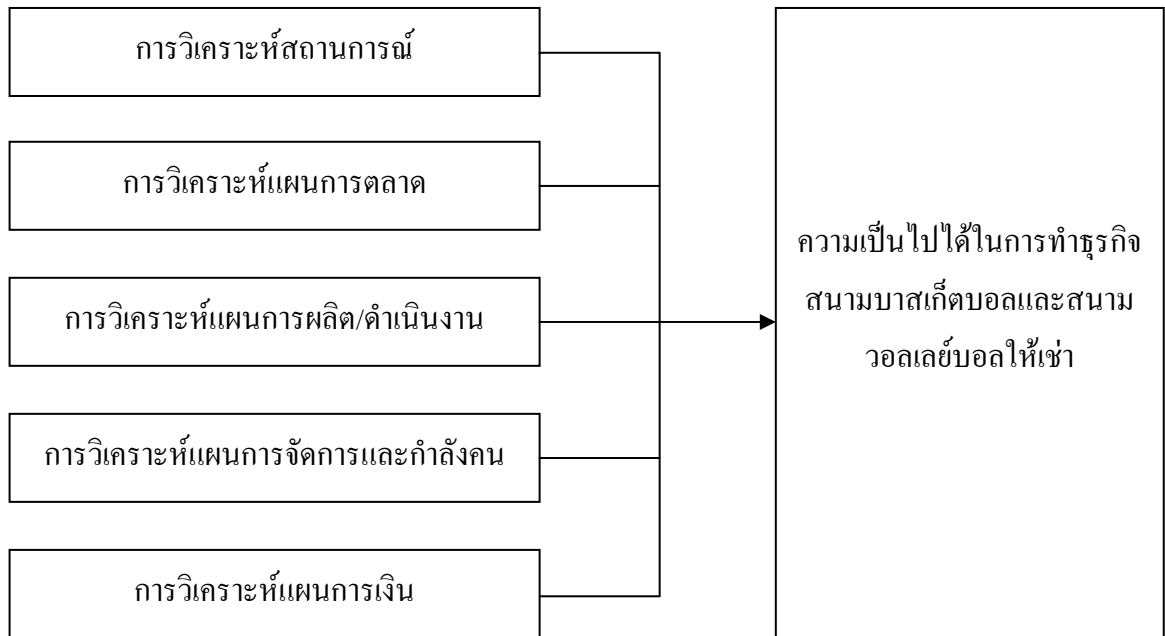 การวิเคราะห์สถานการณ์
การวิเคราะห์แผนการตลาด
การวิเคราะห์แผนการผลิต/ดำเนินงาน
การวิเคราะห์แผนการจัดการและกำลังคน
การวิเคราะห์แผนการเงิน
ความเป็นไปได้ในการทำธุรกิจ
สนามบาสเก็ตบอลและสนาม
วอลเลย์บอลให้เช่า